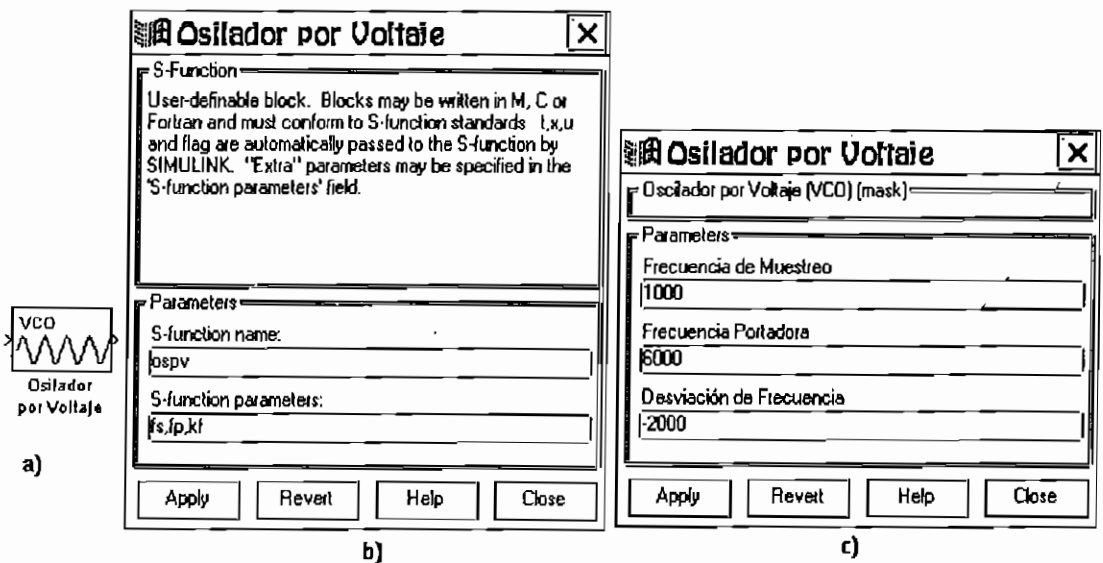 VCO
Osilador
por Voltaje
a)
Osilador por Voltaje
S-Function
User-definable block. Blocks may be written in M, C or
Fortran and must conform to S-function standards t,x,u
and flag are automatically passed to the S-function by
SIMULINK. "Extra" parameters may be specified in the
'S-function parameters' field.
Parameters
S-function name:
ospv
S-function parameters:
fs,fp,kf
Apply
Revert
Help
Close
b)
Osilador por Voltaje
Oscilador por Voltaje (VCO) (mask)
Parameters
Frecuencia de Muestreo
1000
Frecuencia Portadora
6000
Desviación de Frecuencia
-2000
Apply
Revert
Help
Close
c)